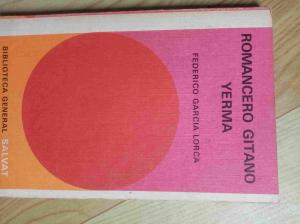 ROMANCERO GITANO
YERMA
FEDERICO GARCIA LORCA
BIBLIOTECA GENERAL SALVAT